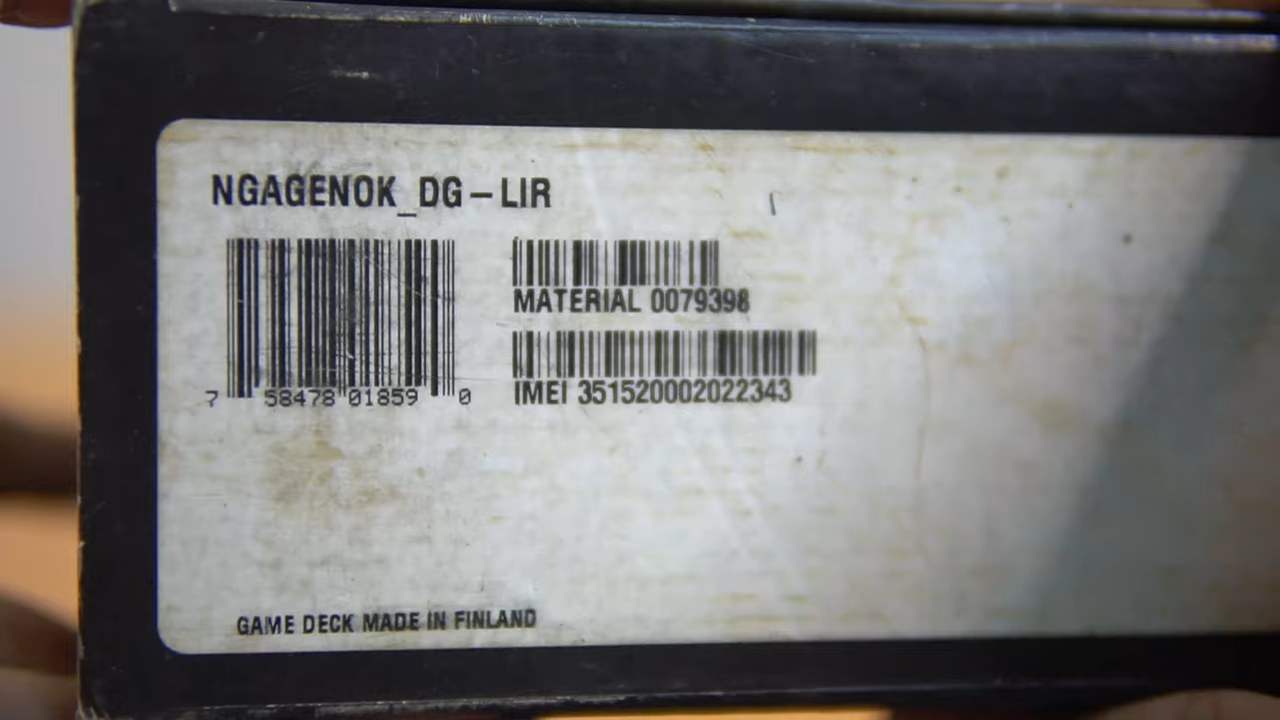 NGAGENOK_DG-LIR
MATERIAL 0079398
IMEI 351520002022343
7 58478 01859 0
GAME DECK MADE IN FINLAND